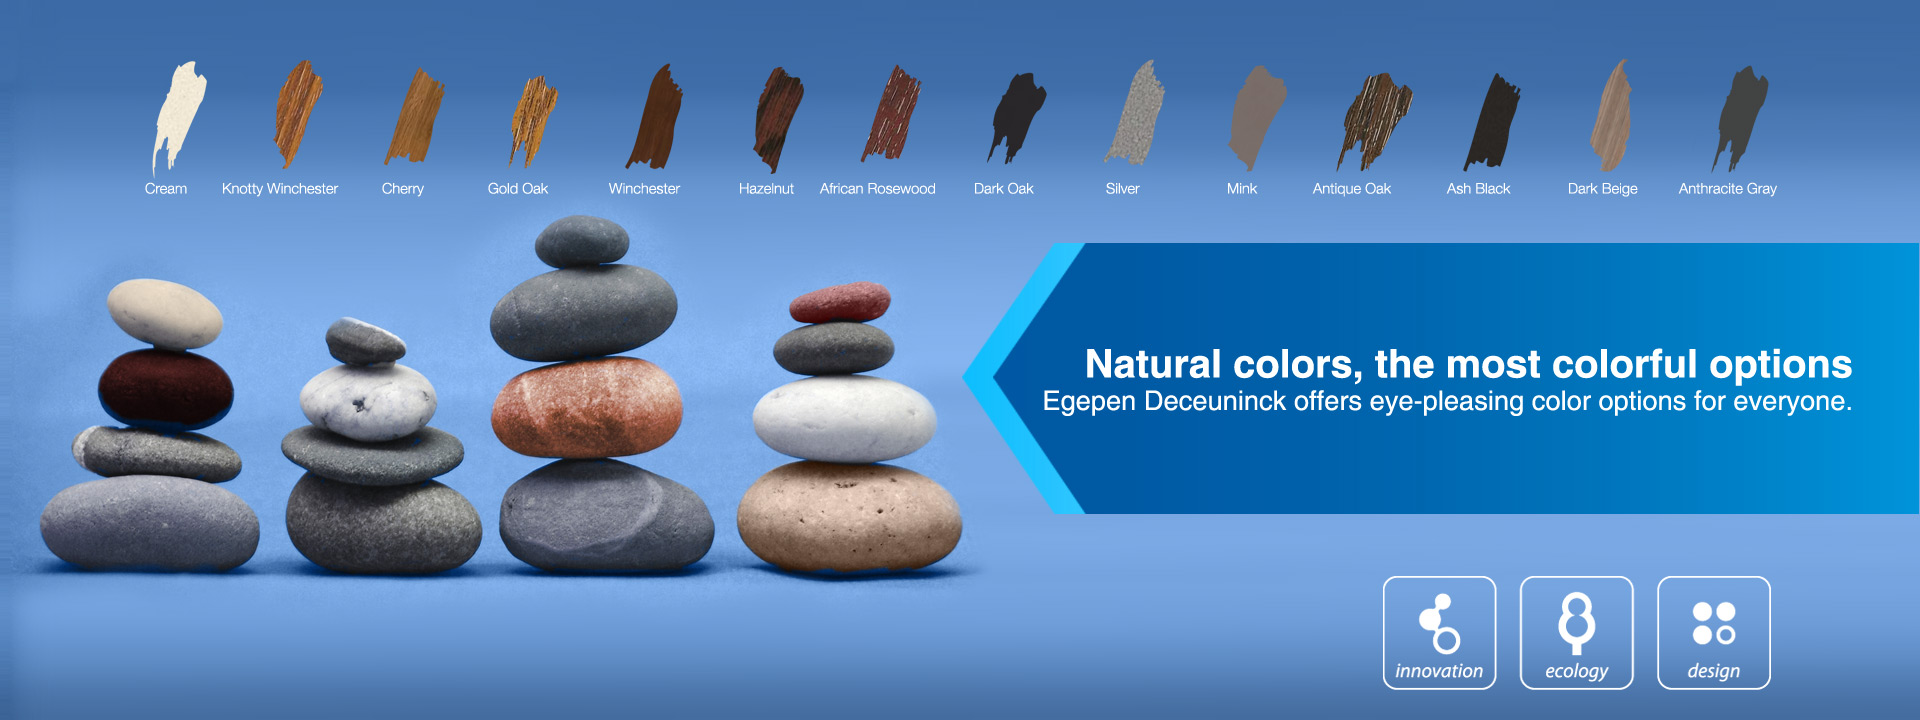 Cream Knotty Winchester Cherry Gold Oak Winchester Hazelnut African Rosewood Dark Oak Silver Mink Antique Oak Ash Black Dark Beige Anthracite Gray
Natural colors, the most colorful options
Egepen Deceuninck offers eye-pleasing color options for everyone.
innovation ecology design